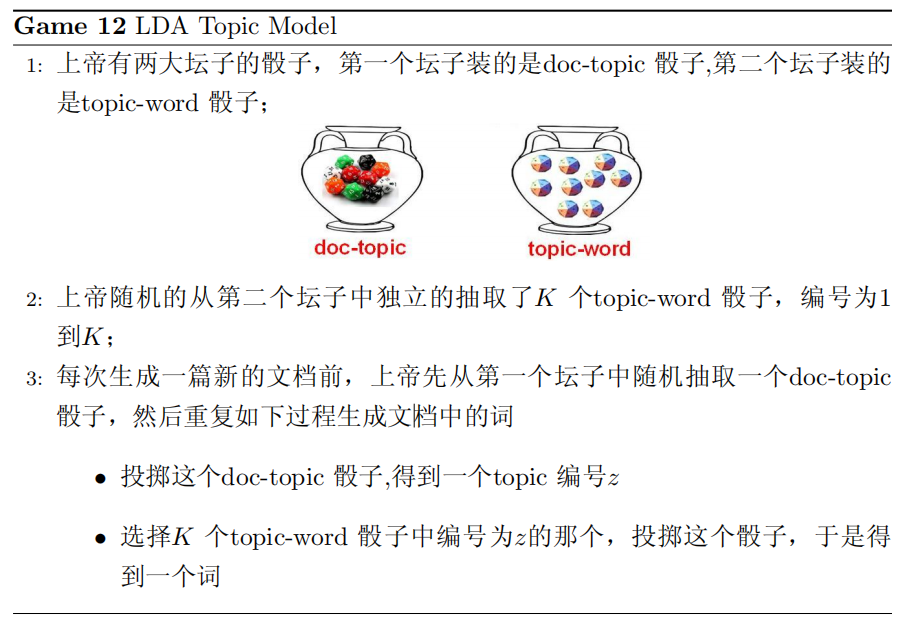 Game 12 LDA Topic Model
1: 上帝有两大坛子的骰子，第一个坛子装的是doc-topic 骰子,第二个坛子装的
是topic-word 骰子；
doc-topic
topic-word
2: 上帝随机的从第二个坛子中独立的抽取了K 个topic-word 骰子，编号为1
到K；
3: 每次生成一篇新的文档前，上帝先从第一个坛子中随机抽取一个doc-topic
骰子，然后重复如下过程生成文档中的词
• 投掷这个doc-topic 骰子,得到一个topic 编号z
• 选择K 个topic-word 骰子中编号为z的那个，投掷这个骰子，于是得
到一个词